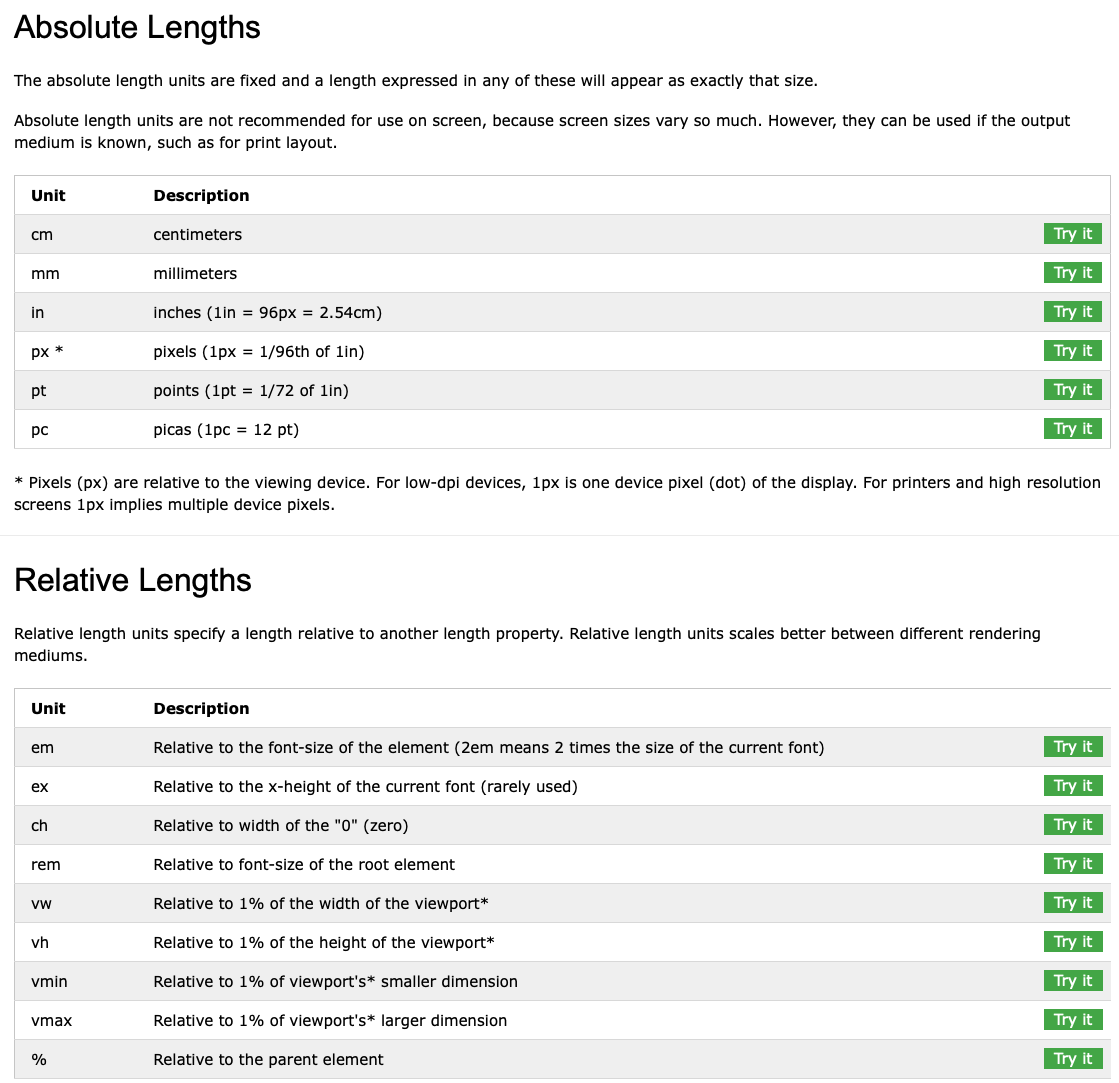 Absolute Lengths
The absolute length units are fixed and a length expressed in any of these will appear as exactly that size.
Absolute length units are not recommended for use on screen, because screen sizes vary so much. However, they can be used if the output
medium is known, such as for print layout.
Unit Description
cm centimeters Try it
mm millimeters Try it
in inches (1in = 96px = 2.54cm) Try it
px * pixels (1px = 1/96th of 1in) Try it
pt points (1pt = 1/72 of 1in) Try it
pc picas (1pc = 12 pt) Try it
* Pixels (px) are relative to the viewing device. For low-dpi devices, 1px is one device pixel (dot) of the display. For printers and high resolution
screens 1px implies multiple device pixels.
Relative Lengths
Relative length units specify a length relative to another length property. Relative length units scales better between different rendering
mediums.
Unit Description
em Relative to the font-size of the element (2em means 2 times the size of the current font) Try it
ex Relative to the x-height of the current font (rarely used) Try it
ch Relative to width of the "0" (zero) Try it
rem Relative to font-size of the root element Try it
vw Relative to 1% of the width of the viewport* Try it
vh Relative to 1% of the height of the viewport* Try it
vmin Relative to 1% of viewport's* smaller dimension Try it
vmax Relative to 1% of viewport's* larger dimension Try it
% Relative to the parent element Try it